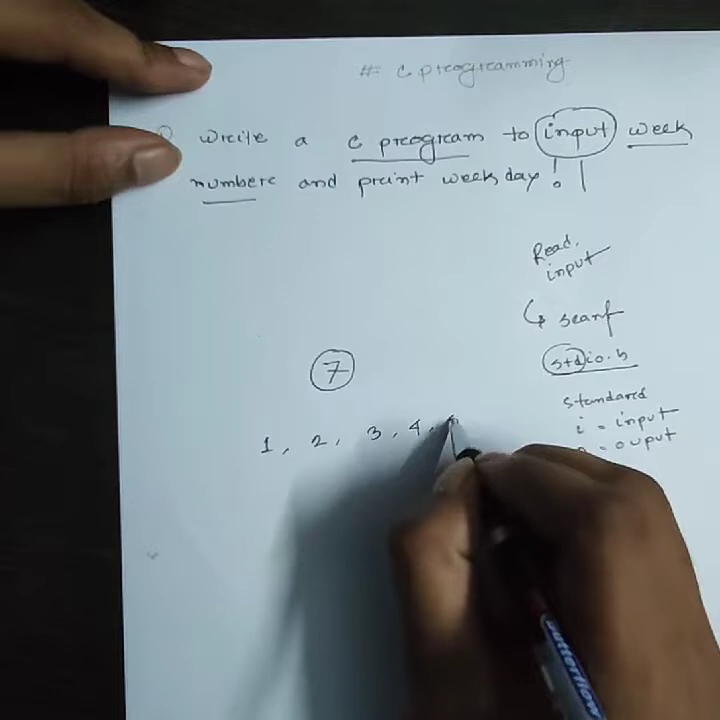 # C programming
Q Write a C program to input week
number and print week day!
Read.
input
↳ scanf
stdio.h
7
standard
i = input
o = ouput
1, 2, 3, 4,
Butterflow